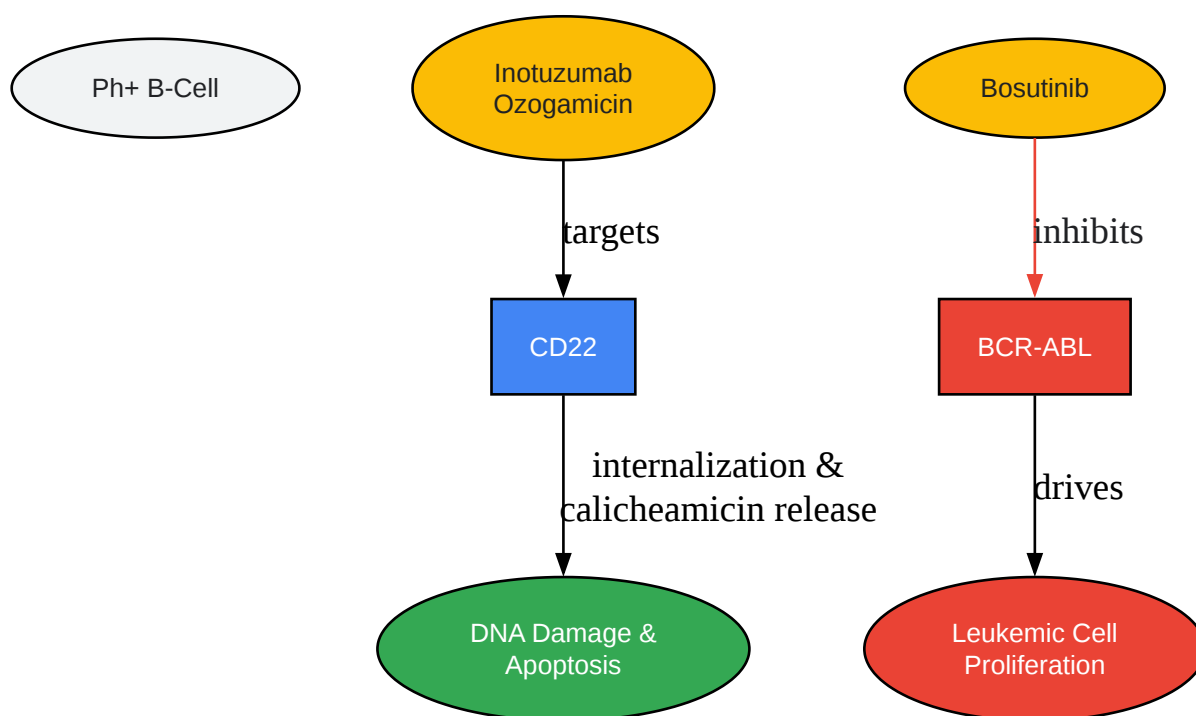 Ph+ B-Cell
Inotuzumab
Ozogamicin
Bosutinib
targets
inhibits
CD22
BCR-ABL
internalization &
calicheamicin release
drives
DNA Damage &
Apoptosis
Leukemic Cell
Proliferation